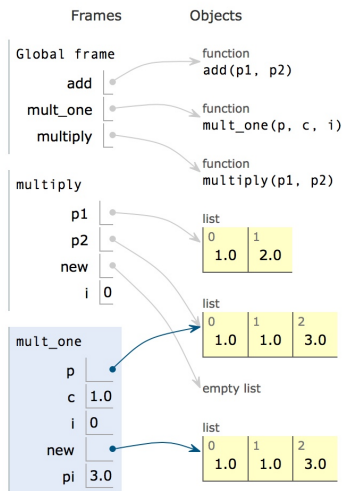 Frames Objects
Global frame
function
add(p1, p2)
add
mult_one
function
mult_one(p, c, i)
multiply
function
multiply(p1, p2)
multiply
p1
list
0 1
1.0 2.0
p2
new
i 0
list
0 1 2
1.0 1.0 3.0
mult_one
p
empty list
c 1.0
i 0
list
0 1 2
1.0 1.0 3.0
new
pi 3.0